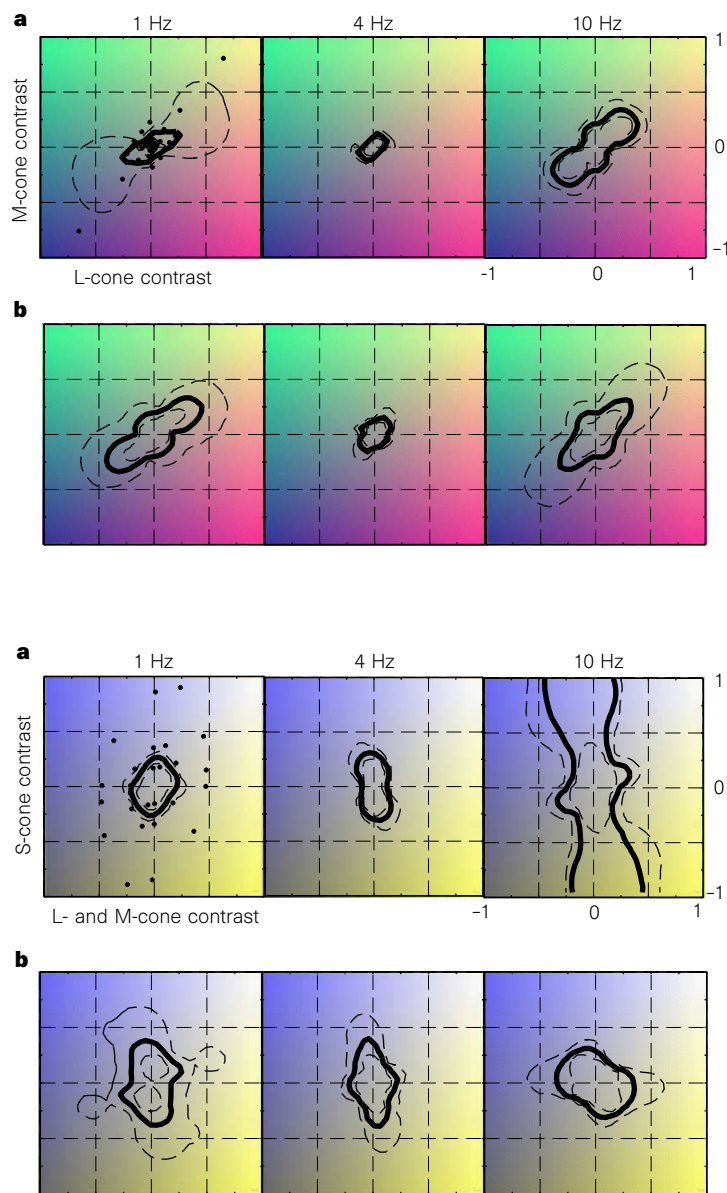 a
1 Hz 4 Hz 10 Hz
M-cone contrast
1
0
-1
L-cone contrast
-1 0 1
b
a
1 Hz 4 Hz 10 Hz
S-cone contrast
1
0
-1
L- and M-cone contrast
-1 0 1
b